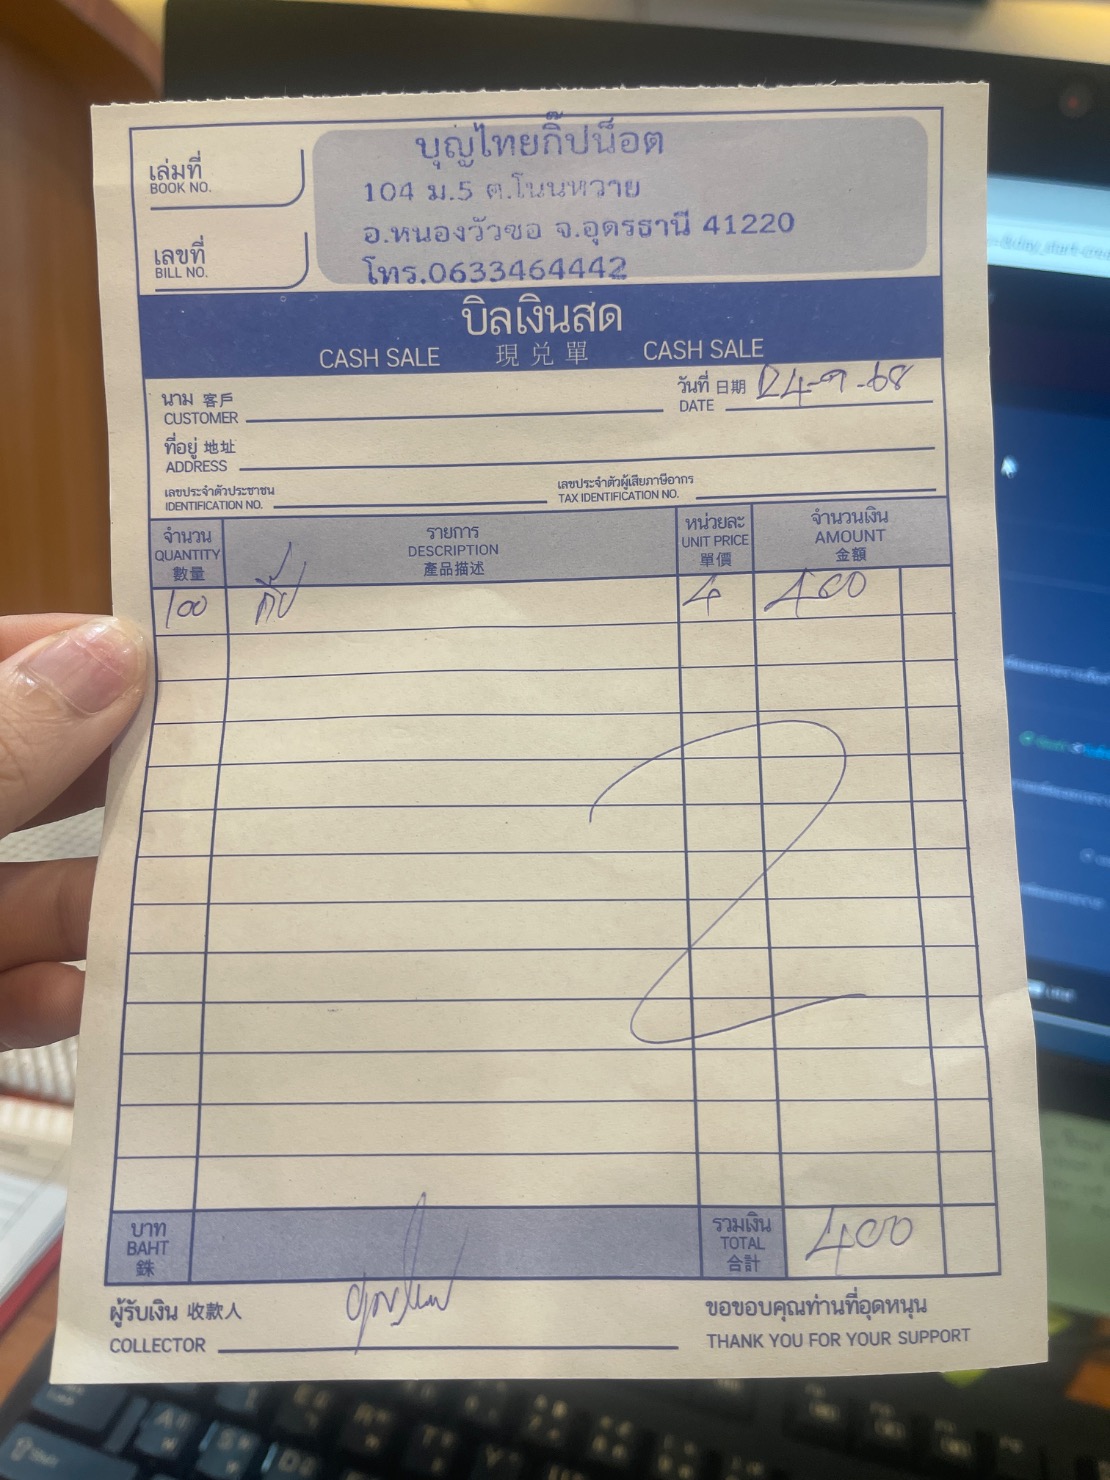 บุญไทยกิ๊ปน็อต
เล่มที่
BOOK NO.
104 ม.5 ต.โนนหวาย
อ.หนองวัวซอ จ.อุดรธานี 41220
เลขที่
BILL NO.
โทร.0633464442
บิลเงินสด
CASH SALE 現兌單 CASH SALE
นาม 客戶
CUSTOMER
วันที่ 日期 24-9-68
DATE
ที่อยู่ 地址
ADDRESS
เลขประจำตัวประชาชน
IDENTIFICATION NO.
เลขประจำตัวผู้เสียภาษีอากร
TAX IDENTIFICATION NO.
จำนวน
QUANTITY
數量
รายการ
DESCRIPTION
產品描述
หน่วยละ
UNIT PRICE
單價
จำนวนเงิน
AMOUNT
金額
100 กิ๊ป 4 400
บาท
BAHT
銖
รวมเงิน
TOTAL
合計
400
ผู้รับเงิน 收款人
COLLECTOR
ขอขอบคุณท่านที่อุดหนุน
THANK YOU FOR YOUR SUPPORT